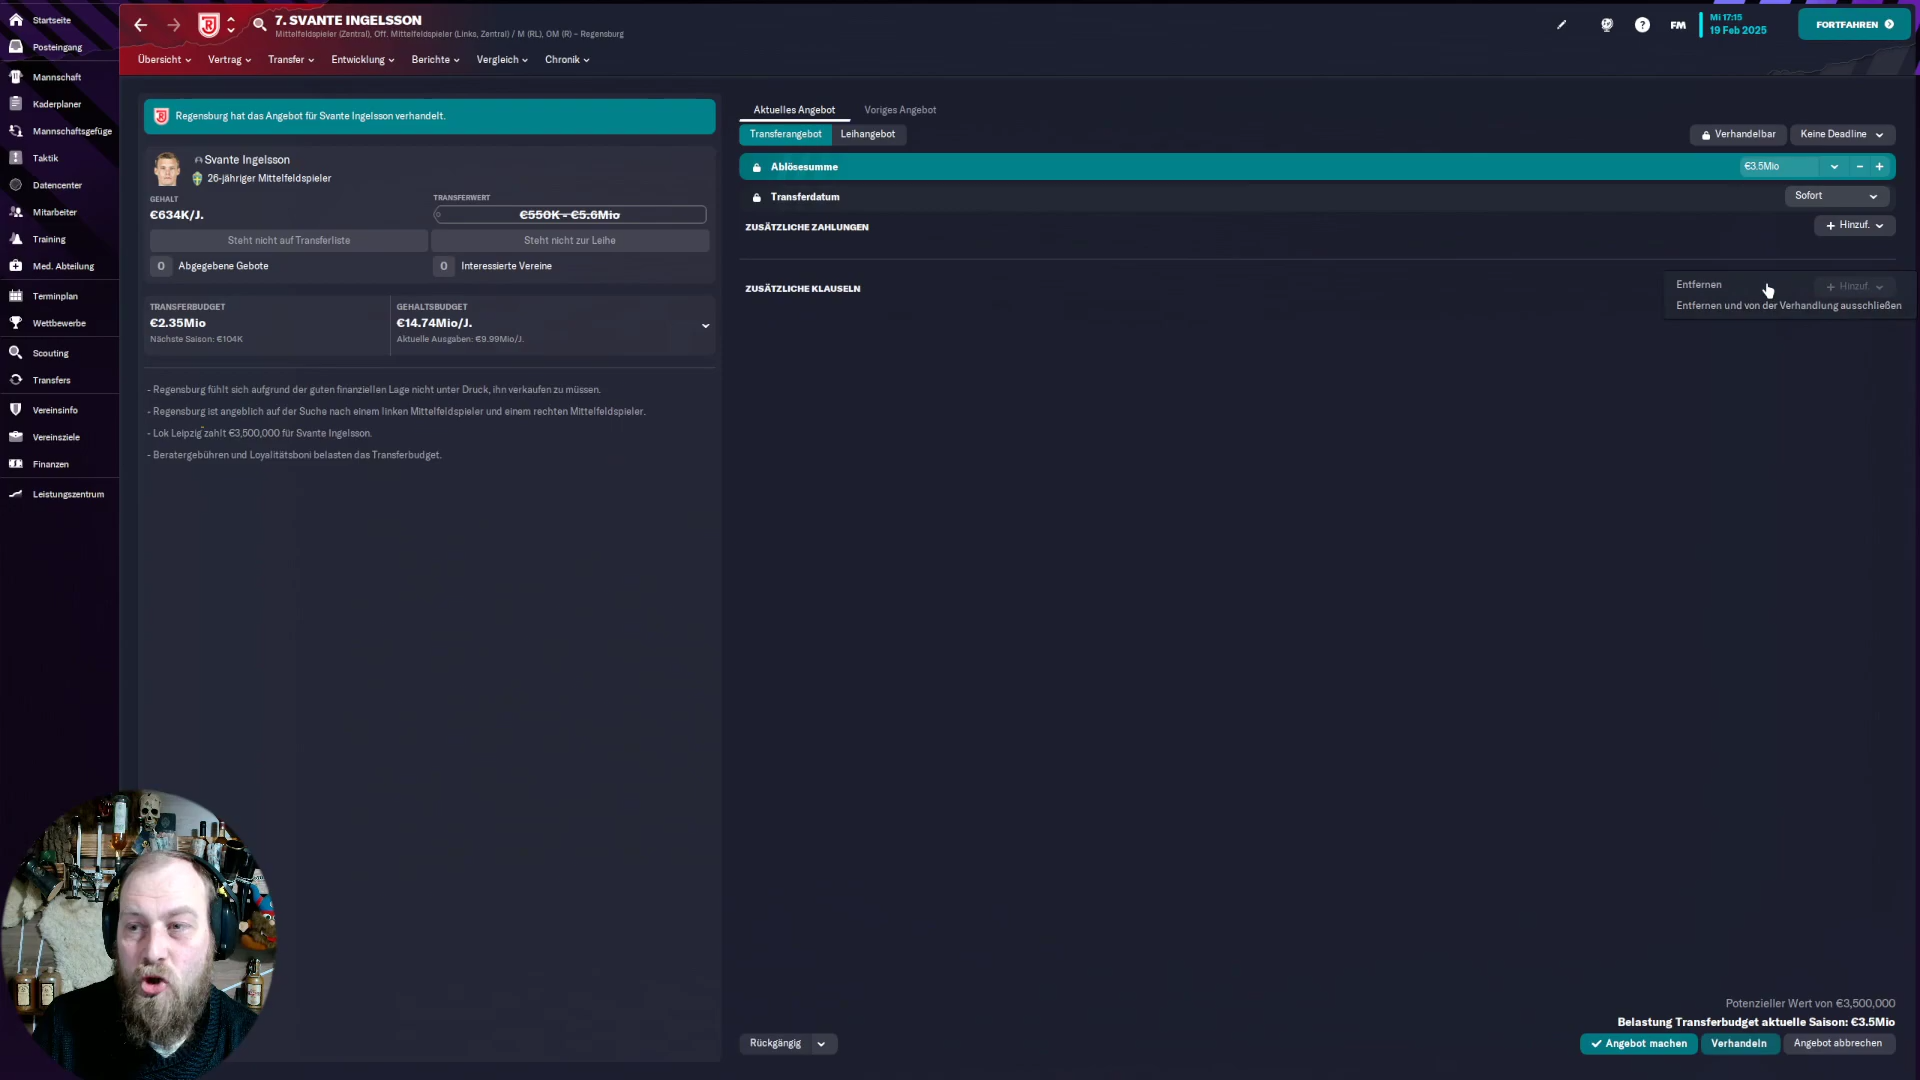 Startseite
Posteingang
Mannschaft
Kaderplaner
Mannschaftsgefüge
Taktik
Datencenter
Mitarbeiter
Training
Med. Abteilung
Terminplan
Wettbewerbe
Scouting
Transfers
Vereinsinfo
Vereinsziele
Finanzen
Leistungszentrum
7. SVANTE INGELSSON
Mittelfeldspieler (Zentral), Off. Mittelfeldspieler (Links, Zentral) / M (RL), OM (R) – Regensburg
FM
Mi 17:15
19 Feb 2025
FORTFAHREN
Übersicht Vertrag Transfer Entwicklung Berichte Vergleich Chronik
Regensburg hat das Angebot für Svante Ingelsson verhandelt.
Svante Ingelsson
26-jähriger Mittelfeldspieler
GEHALT
€634K/J.
TRANSFERWERT
€550K - €5.6Mio
Steht nicht auf Transferliste
Steht nicht zur Leihe
0 Abgegebene Gebote
0 Interessierte Vereine
TRANSFERBUDGET
€2.35Mio
Nächste Saison: €104K
GEHALTSBUDGET
€14.74Mio/J.
Aktuelle Ausgaben: €9.99Mio/J.
- Regensburg fühlt sich aufgrund der guten finanziellen Lage nicht unter Druck, ihn verkaufen zu müssen.
- Regensburg ist angeblich auf der Suche nach einem linken Mittelfeldspieler und einem rechten Mittelfeldspieler.
- Lok Leipzig zahlt €3,500,000 für Svante Ingelsson.
- Beratergebühren und Loyalitätsboni belasten das Transferbudget.
Aktuelles Angebot Voriges Angebot
Transferangebot Leihangebot
Verhandelbar Keine Deadline
Ablösesumme €3.5Mio - +
Transferdatum Sofort
ZUSÄTZLICHE ZAHLUNGEN + Hinzuf.
ZUSÄTZLICHE KLAUSELN + Hinzuf.
Entfernen
Entfernen und von der Verhandlung ausschließen
Potenzieller Wert von €3,500,000
Belastung Transferbudget aktuelle Saison: €3.5Mio
Rückgängig
Angebot machen Verhandeln Angebot abbrechen